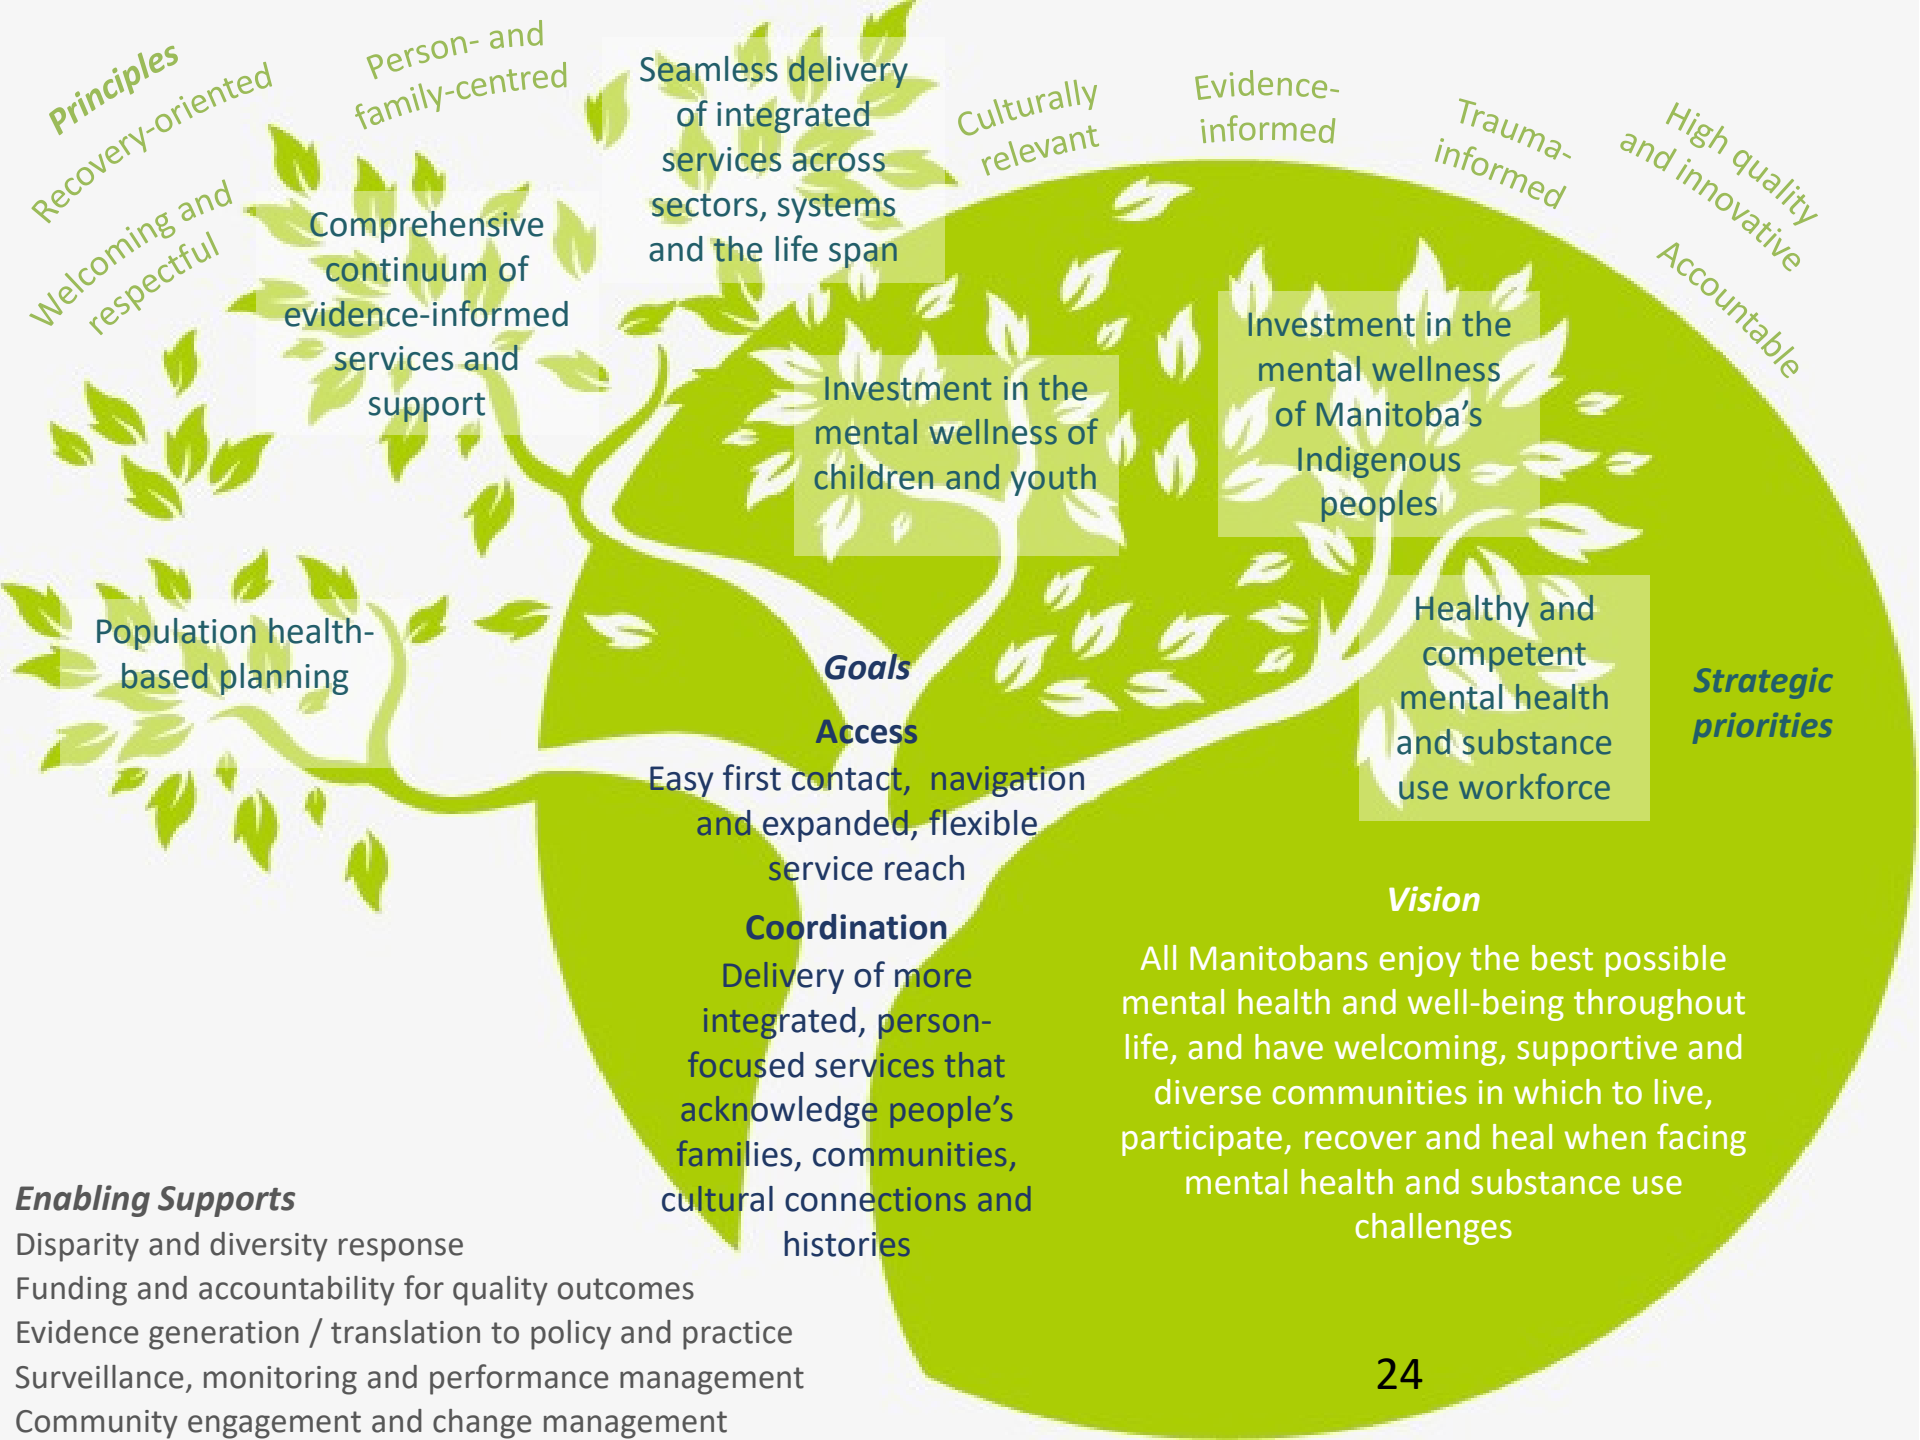 Principles
Welcoming and
respectful
Recovery-oriented
Person- and
family-centred
Culturally
relevant
Evidence-
informed
Trauma-
informed
High quality
and innovative
Accountable
Population health-
based planning
Comprehensive
continuum of
evidence-informed
services and
support
Seamless delivery
of integrated
services across
sectors, systems
and the life span
Investment in the
mental wellness of
children and youth
Investment in the
mental wellness
of Manitoba’s
Indigenous
peoples
Healthy and
competent
mental health
and substance
use workforce
Strategic
priorities
Goals
Access
Easy first contact, navigation
and expanded, flexible
service reach
Coordination
Delivery of more
integrated, person-
focused services that
acknowledge people’s
families, communities,
cultural connections and
histories
Vision
All Manitobans enjoy the best possible
mental health and well-being throughout
life, and have welcoming, supportive and
diverse communities in which to live,
participate, recover and heal when facing
mental health and substance use
challenges
Enabling Supports
Disparity and diversity response
Funding and accountability for quality outcomes
Evidence generation / translation to policy and practice
Surveillance, monitoring and performance management
Community engagement and change management
24